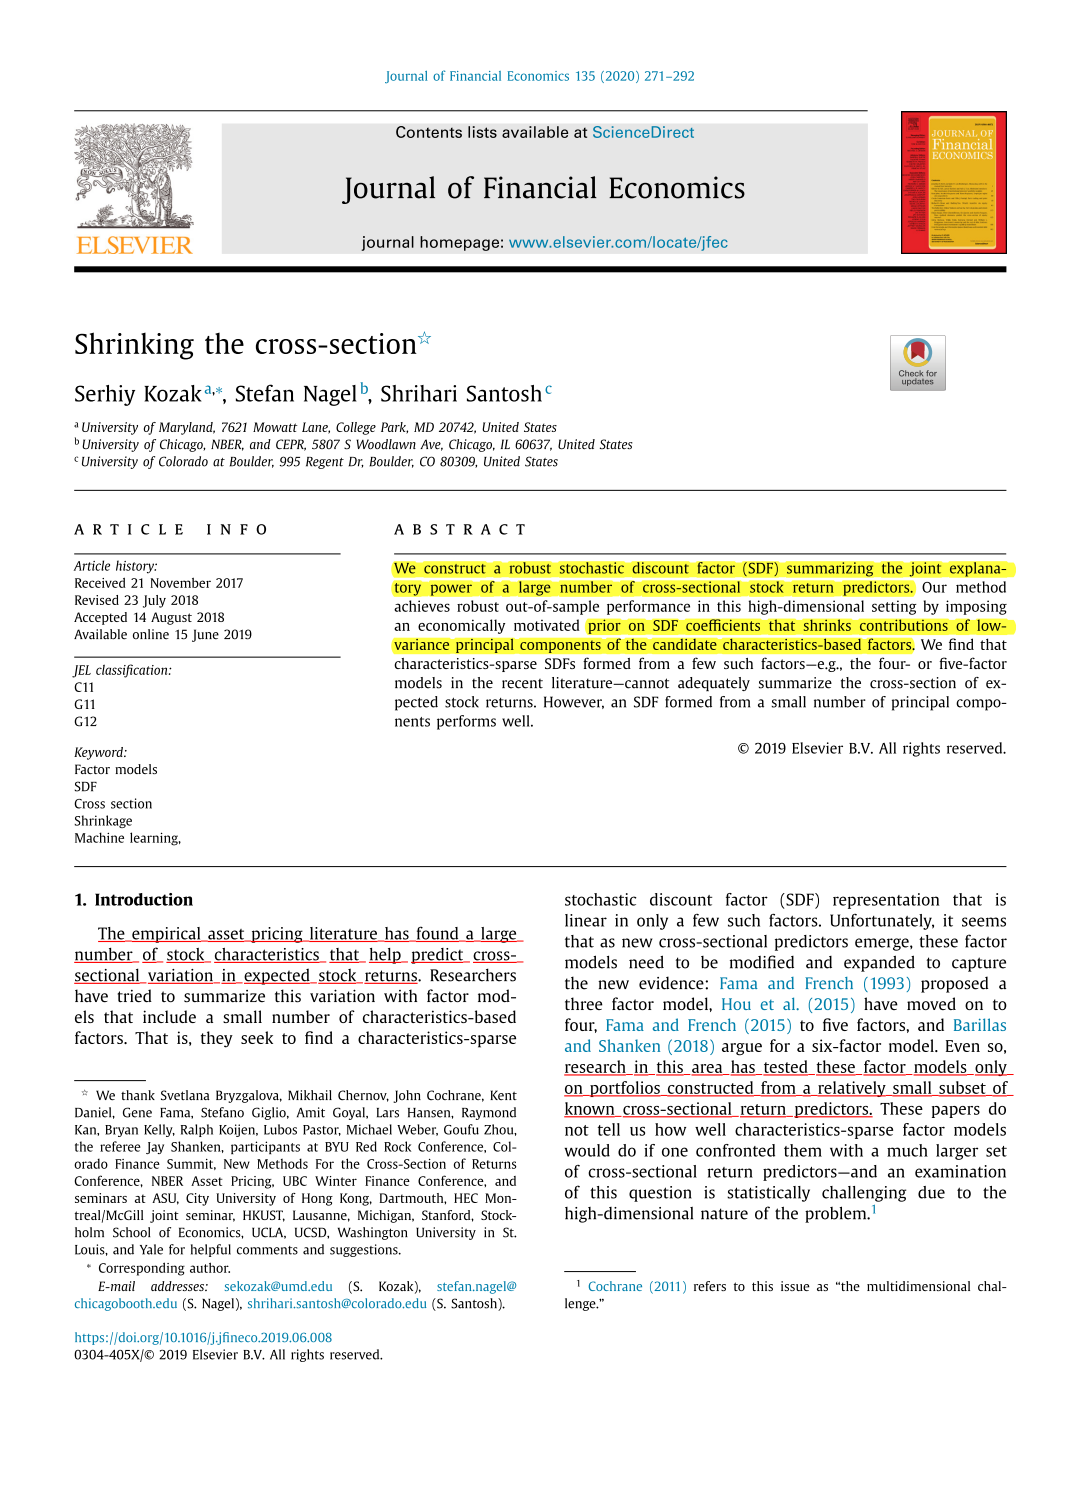 Journal of Financial Economics 135 (2020) 271–292
Contents lists available at ScienceDirect
Journal of Financial Economics
journal homepage: www.elsevier.com/locate/jfec
ELSEVIER
JOURNAL OF
Financial
ECONOMICS
Shrinking the cross-section☆
Check for
updates
Serhiy Kozak a,∗, Stefan Nagel b, Shrihari Santosh c
a University of Maryland, 7621 Mowatt Lane, College Park, MD 20742, United States
b University of Chicago, NBER, and CEPR, 5807 S Woodlawn Ave, Chicago, IL 60637, United States
c University of Colorado at Boulder, 995 Regent Dr, Boulder, CO 80309, United States
ARTICLE INFO
Article history:
Received 21 November 2017
Revised 23 July 2018
Accepted 14 August 2018
Available online 15 June 2019
JEL classification:
C11
G11
G12
Keyword:
Factor models
SDF
Cross section
Shrinkage
Machine learning,
ABSTRACT
We construct a robust stochastic discount factor (SDF) summarizing the joint explana-
tory power of a large number of cross-sectional stock return predictors. Our method
achieves robust out-of-sample performance in this high-dimensional setting by imposing
an economically motivated prior on SDF coefficients that shrinks contributions of low-
variance principal components of the candidate characteristics-based factors. We find that
characteristics-sparse SDFs formed from a few such factors—e.g., the four- or five-factor
models in the recent literature—cannot adequately summarize the cross-section of ex-
pected stock returns. However, an SDF formed from a small number of principal compo-
nents performs well.
© 2019 Elsevier B.V. All rights reserved.
1. Introduction
The empirical asset pricing literature has found a large
number of stock characteristics that help predict cross-
sectional variation in expected stock returns. Researchers
have tried to summarize this variation with factor mod-
els that include a small number of characteristics-based
factors. That is, they seek to find a characteristics-sparse
☆ We thank Svetlana Bryzgalova, Mikhail Chernov, John Cochrane, Kent
Daniel, Gene Fama, Stefano Giglio, Amit Goyal, Lars Hansen, Raymond
Kan, Bryan Kelly, Ralph Koijen, Lubos Pastor, Michael Weber, Goufu Zhou,
the referee Jay Shanken, participants at BYU Red Rock Conference, Col-
orado Finance Summit, New Methods For the Cross-Section of Returns
Conference, NBER Asset Pricing, UBC Winter Finance Conference, and
seminars at ASU, City University of Hong Kong, Dartmouth, HEC Mon-
treal/McGill joint seminar, HKUST, Lausanne, Michigan, Stanford, Stock-
holm School of Economics, UCLA, UCSD, Washington University in St.
Louis, and Yale for helpful comments and suggestions.
∗ Corresponding author.
E-mail addresses: sekozak@umd.edu (S. Kozak), stefan.nagel@
chicagobooth.edu (S. Nagel), shrihari.santosh@colorado.edu (S. Santosh).
stochastic discount factor (SDF) representation that is
linear in only a few such factors. Unfortunately, it seems
that as new cross-sectional predictors emerge, these factor
models need to be modified and expanded to capture
the new evidence: Fama and French (1993) proposed a
three factor model, Hou et al. (2015) have moved on to
four, Fama and French (2015) to five factors, and Barillas
and Shanken (2018) argue for a six-factor model. Even so,
research in this area has tested these factor models only
on portfolios constructed from a relatively small subset of
known cross-sectional return predictors. These papers do
not tell us how well characteristics-sparse factor models
would do if one confronted them with a much larger set
of cross-sectional return predictors—and an examination
of this question is statistically challenging due to the
high-dimensional nature of the problem.1
1 Cochrane (2011) refers to this issue as “the multidimensional chal-
lenge.”
https://doi.org/10.1016/j.jfineco.2019.06.008
0304-405X/© 2019 Elsevier B.V. All rights reserved.